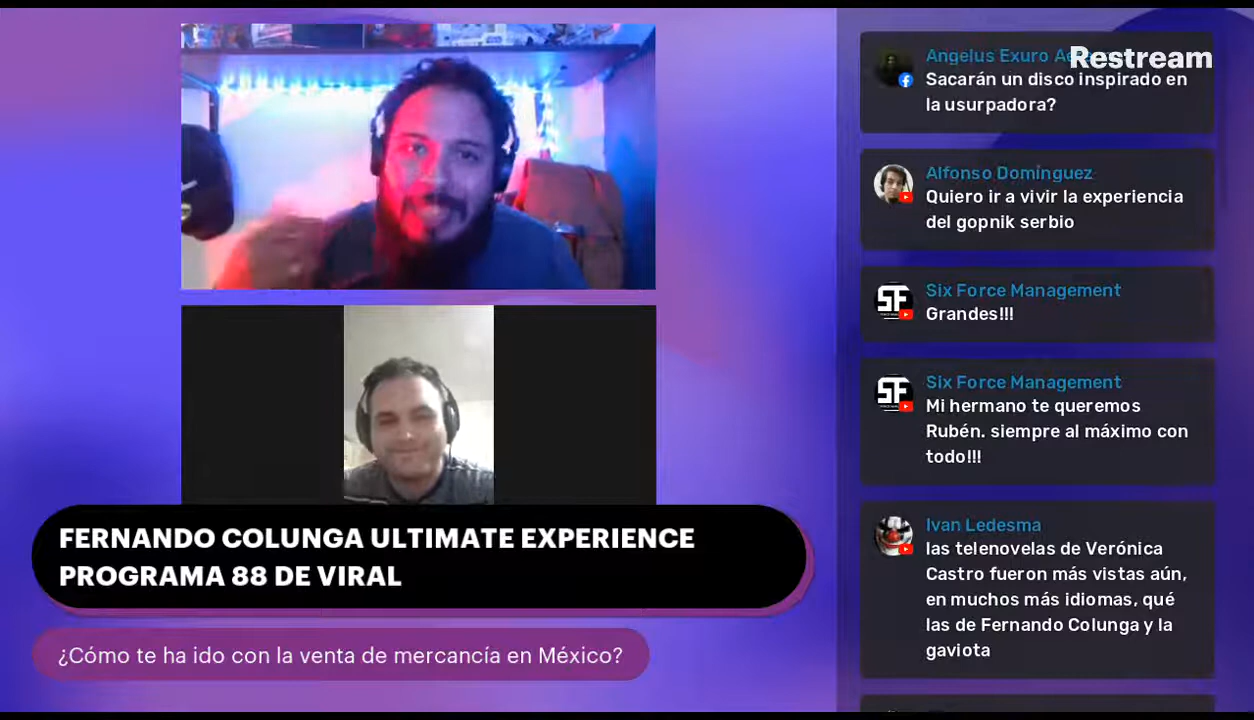 Restream
Angelus Exuro
Sacarán un disco inspirado en
la usurpadora?
Alfonso Domínguez
Quiero ir a vivir la experiencia
del gopnik serbio
SF
Six Force Management
Grandes!!!
SF
Six Force Management
Mi hermano te queremos
Rubén. siempre al máximo con
todo!!!
Ivan Ledesma
las telenovelas de Verónica
Castro fueron más vistas aún,
en muchos más idiomas, qué
las de Fernando Colunga y la
gaviota
FERNANDO COLUNGA ULTIMATE EXPERIENCE
PROGRAMA 88 DE VIRAL
¿Cómo te ha ido con la venta de mercancía en México?